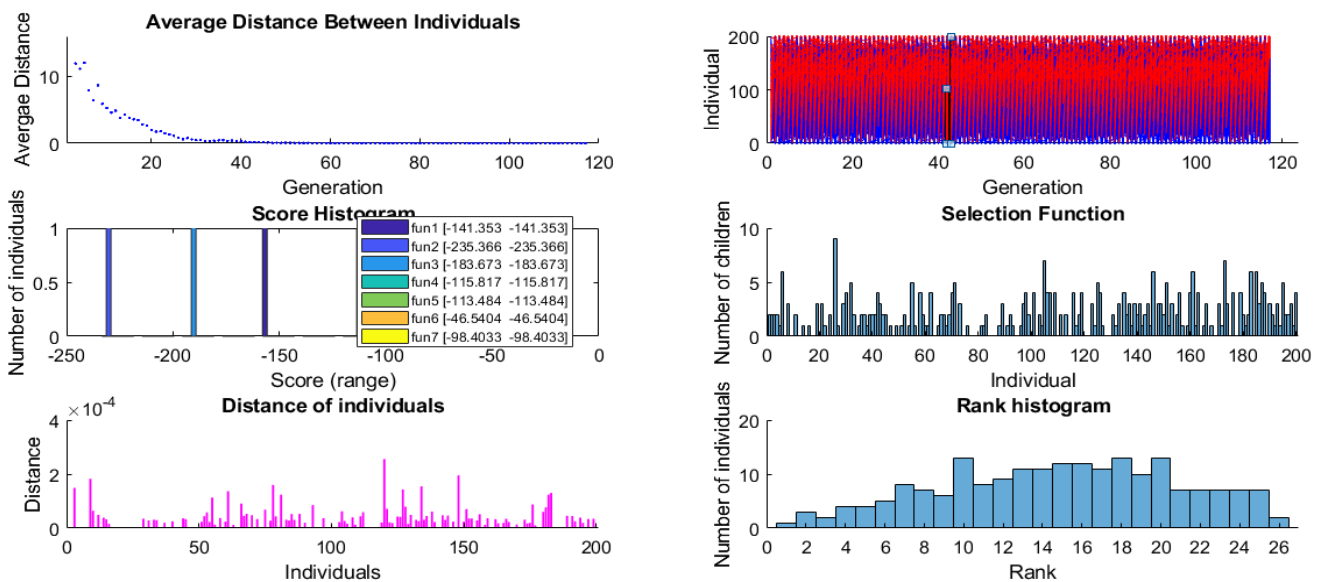 Average Distance Between Individuals
Avergae Distance
10
0
20 40 60 80 100 120
Generation
Individual
200
100
0
0 20 40 60 80 100 120
Generation
Score Histogram
Number of individuals
1
0.5
0
-250 -200 -150 -100 -50 0
Score (range)
fun1 [-141.353 -141.353]
fun2 [-235.366 -235.366]
fun3 [-183.673 -183.673]
fun4 [-115.817 -115.817]
fun5 [-113.484 -113.484]
fun6 [-46.5404 -46.5404]
fun7 [-98.4033 -98.4033]
Selection Function
Number of children
10
5
0
0 20 40 60 80 100 120 140 160 180 200
Individual
Distance of individuals
×10-4
Distance
4
2
0
0 50 100 150 200
Individuals
Rank histogram
Number of individuals
20
10
0
0 2 4 6 8 10 12 14 16 18 20 22 24 26
Rank